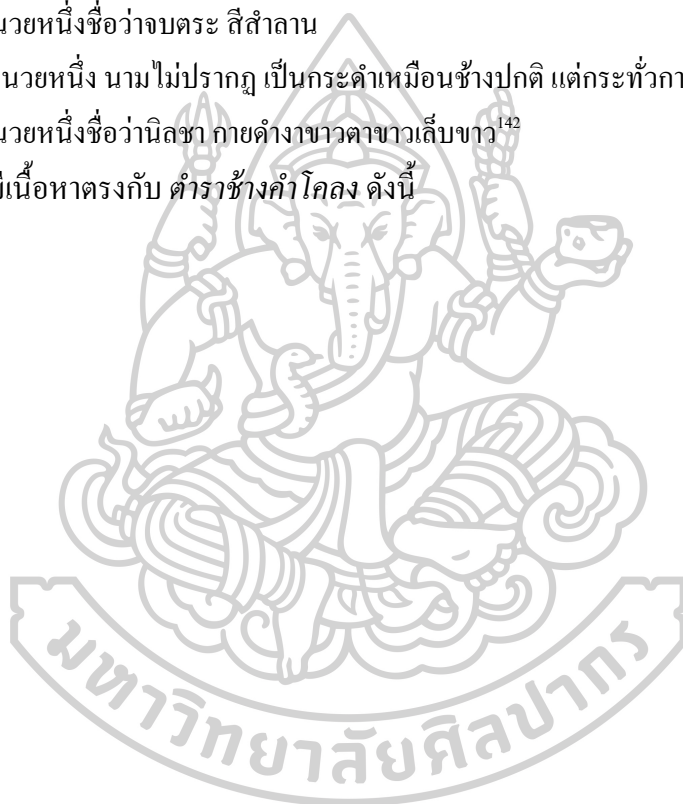 นวยหนึ่งชื่อว่าจบตระ สีสำลาน
นวยหนึ่ง นามไม่ปรากฏ เป็นกระดำเหมือนช้างปกติ แต่กระทั่วกา
นวยหนึ่งชื่อว่านิลชา กายดำงาขาวตาขาวเล็บขาว142
มีเนื้อหาตรงกับ ตำราช้างคำโคลง ดังนี้
มหาวิทยาลัยศิลปากร